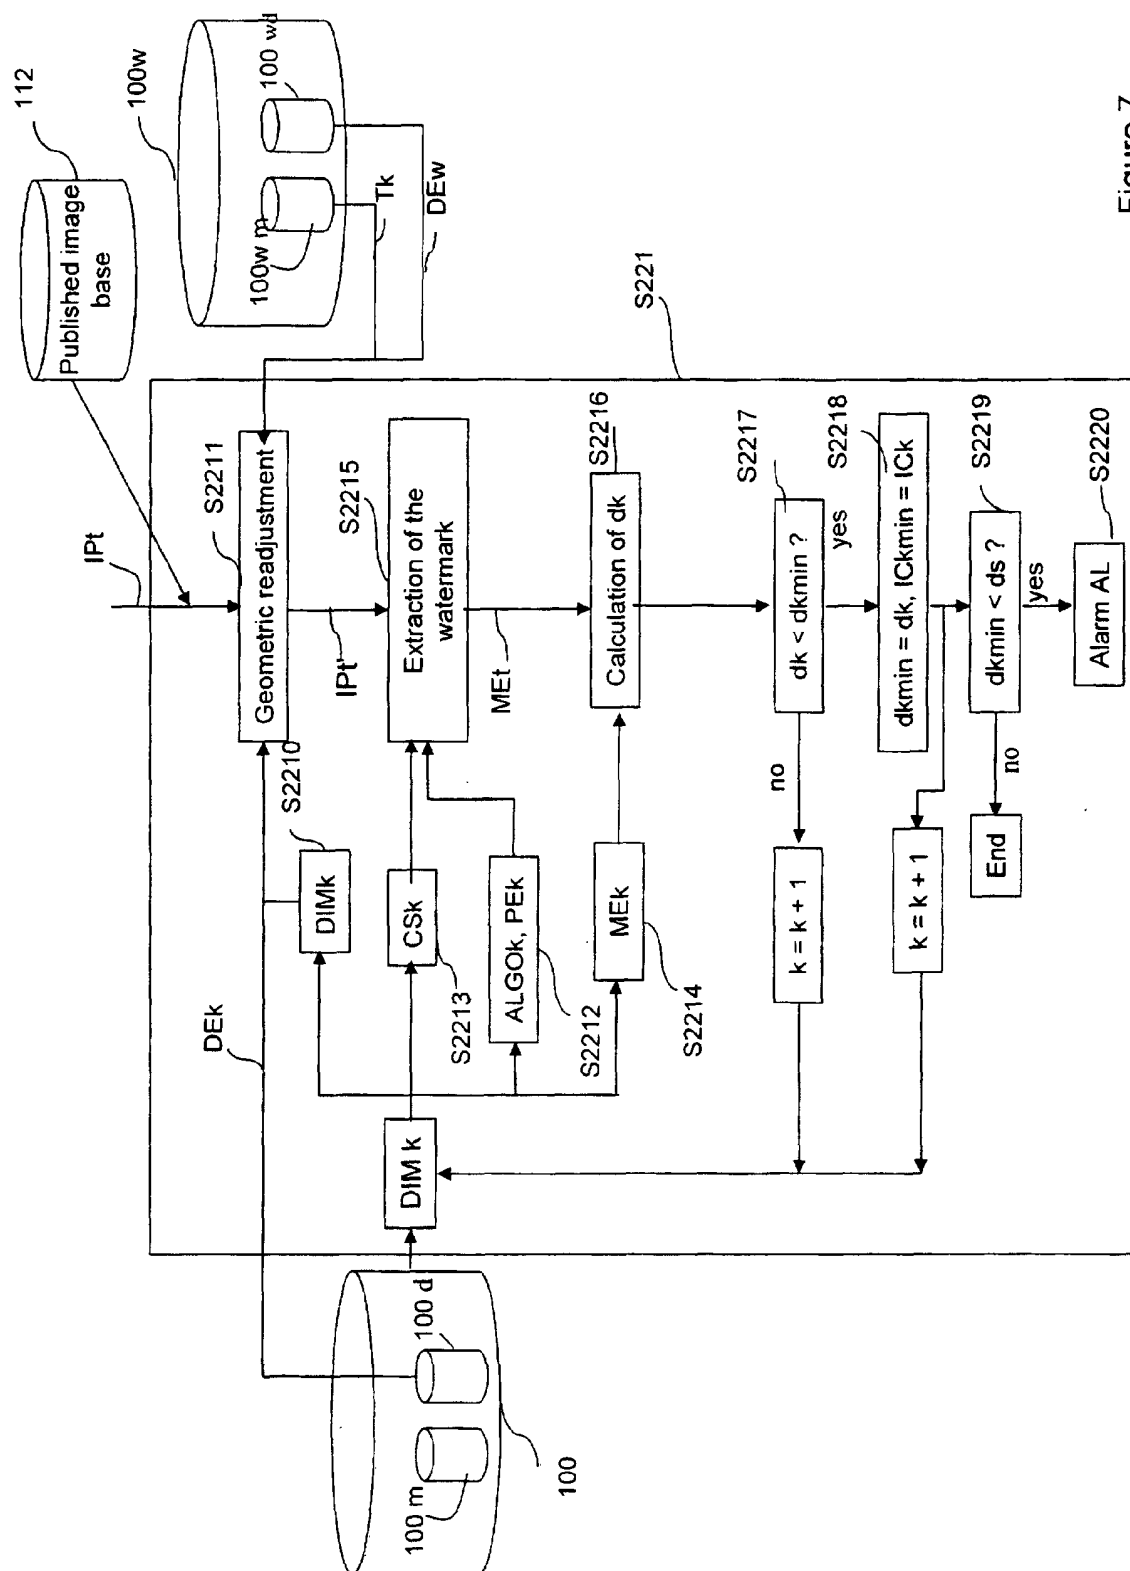 112
100w
100 wd
Published image
base
100w m
Tk
DEw
IPt
S2211
S221
Geometric readjustment
S2215
IPt'
Extraction of the
watermark
S2216
MEt
Calculation of dk
S2217
dk < dkmin ?
yes
S2218
dkmin = dk, ICkmin = ICk
S2219
dkmin < ds ?
yes
S2220
Alarm AL
S2210
DIMk
CSk
S2213
ALGOk, PEk
S2212
MEk
S2214
no
k = k + 1
k = k + 1
no
End
DEk
DIM k
100 d
100 m
100
Figure 7